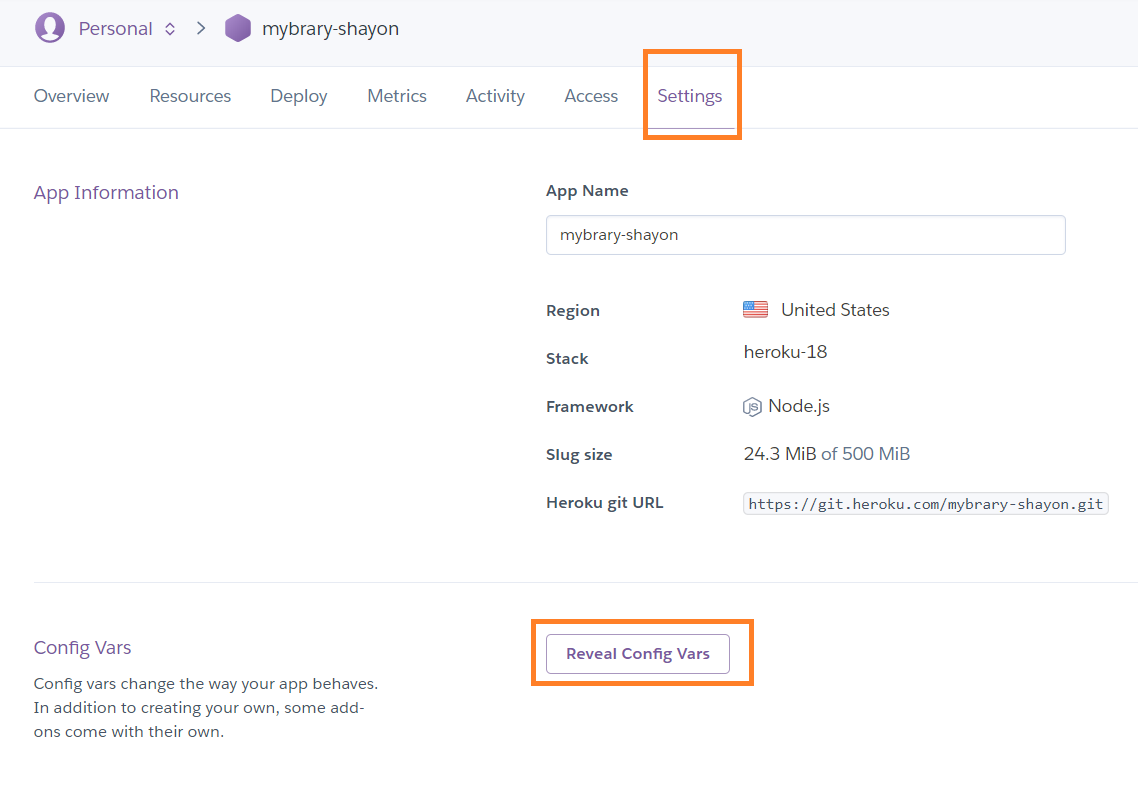 Personal mybrary-shayon
Overview Resources Deploy Metrics Activity Access Settings
App Information
App Name
mybrary-shayon
Region United States
Stack heroku-18
Framework JS Node.js
Slug size 24.3 MiB of 500 MiB
Heroku git URL https://git.heroku.com/mybrary-shayon.git
Config Vars
Config vars change the way your app behaves.
In addition to creating your own, some add-
ons come with their own.
Reveal Config Vars